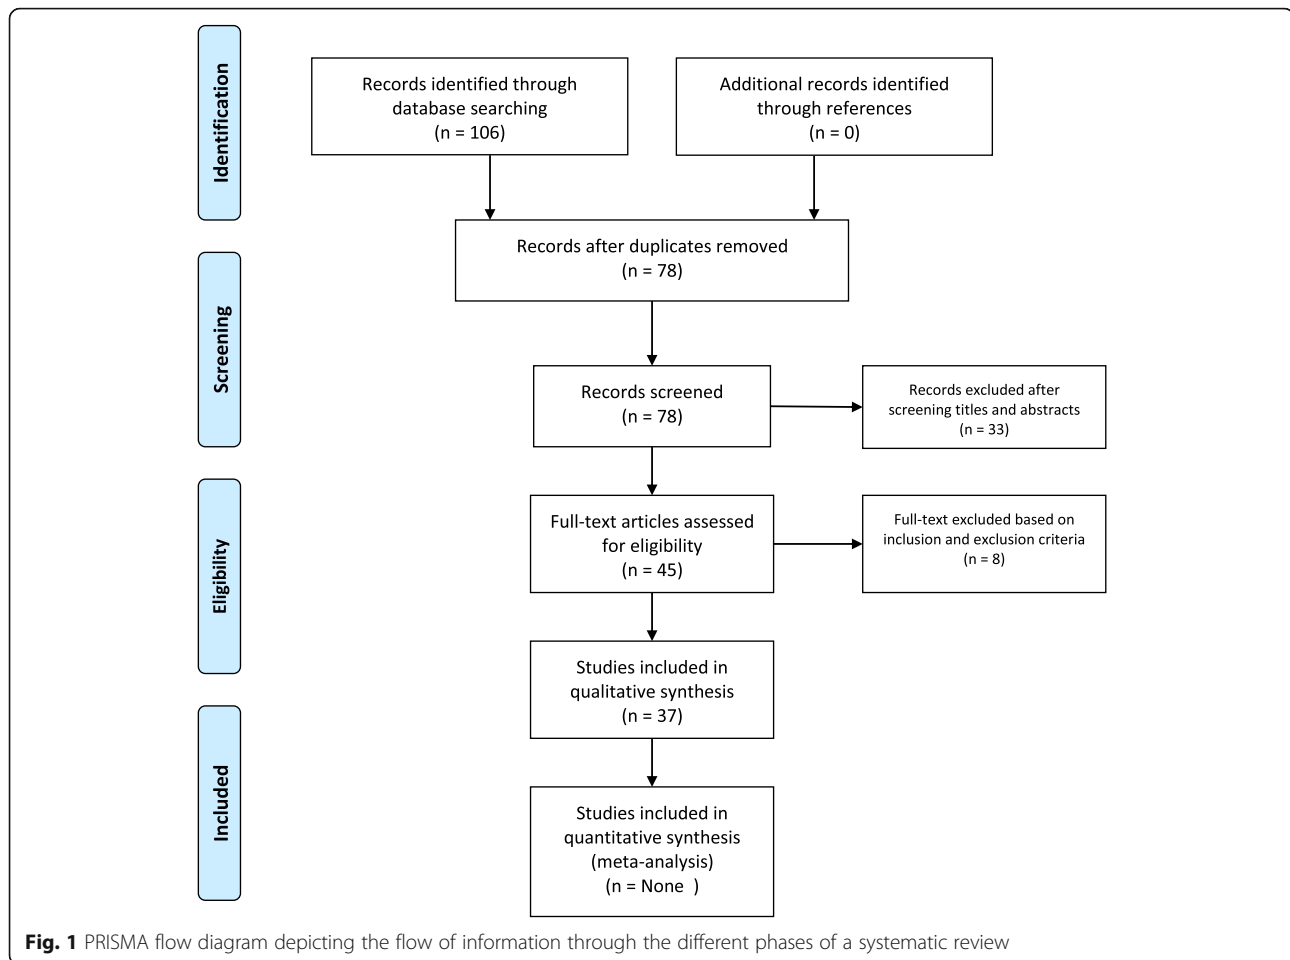 Identification
Records identified through
database searching
(n = 106)
Additional records identified
through references
(n = 0)
Records after duplicates removed
(n = 78)
Screening
Records screened
(n = 78)
Records excluded after
screening titles and abstracts
(n = 33)
Eligibility
Full-text articles assessed
for eligibility
(n = 45)
Full-text excluded based on
inclusion and exclusion criteria
(n = 8)
Studies included in
qualitative synthesis
(n = 37)
Included
Studies included in
quantitative synthesis
(meta-analysis)
(n = None  )
Fig. 1 PRISMA flow diagram depicting the flow of information through the different phases of a systematic review